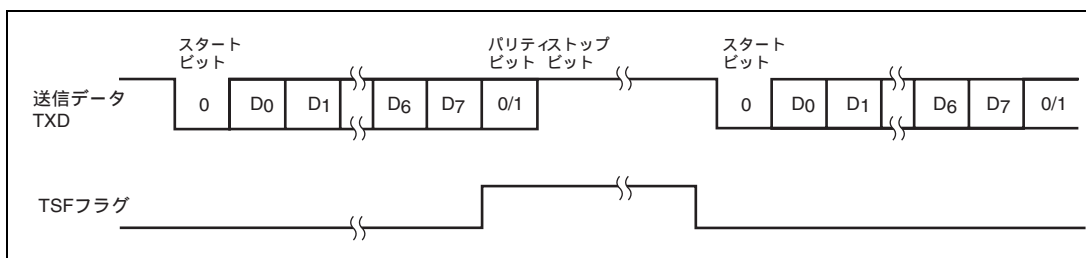 スタート
ビット
パリティ
ビット
ストップ
ビット
スタート
ビット
送信データ
TXD
0 D0 D1 D6 D7 0/1 0 D0 D1 D6 D7 0/1
TSFフラグ